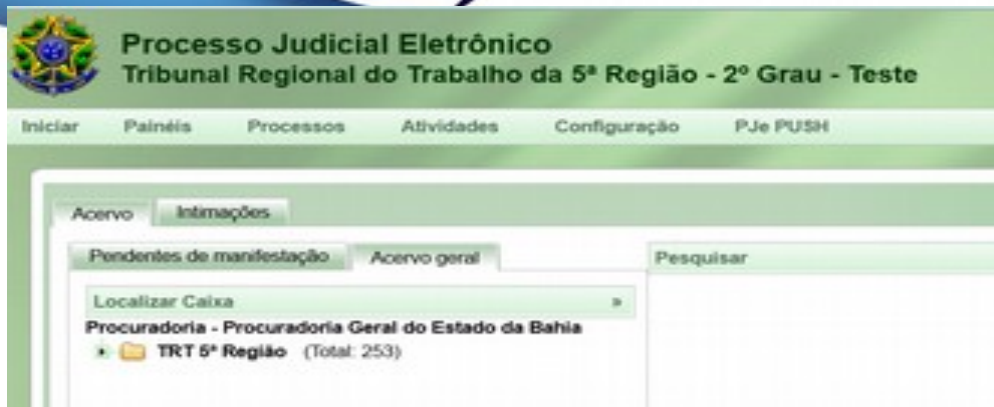 Processo Judicial Eletrônico
Tribunal Regional do Trabalho da 5ª Região - 2º Grau - Teste
Iniciar Painéis Processos Atividades Configuração PJe PUSH
Acervo Intimações
Pendentes de manifestação Acervo geral Pesquisar
Localizar Caixa »
Procuradoria - Procuradoria Geral do Estado da Bahia
TRT 5ª Região (Total: 253)